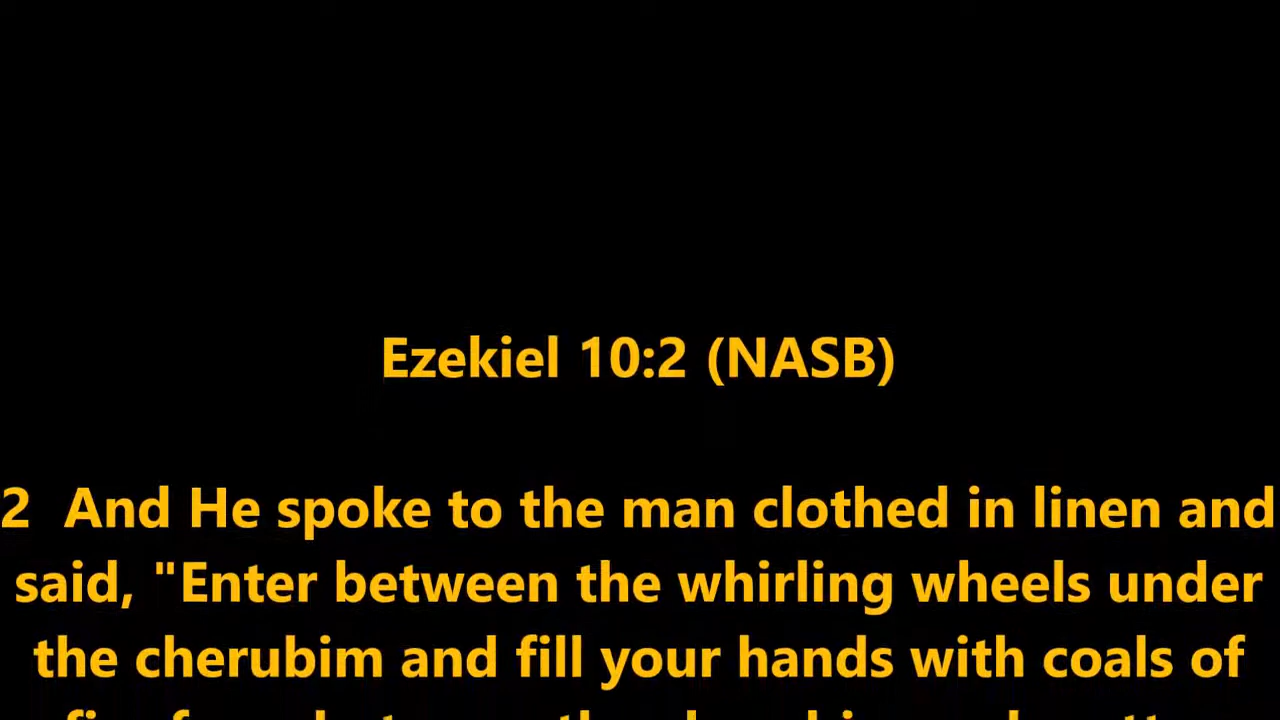 Ezekiel 10:2 (NASB)
2 And He spoke to the man clothed in linen and
said, "Enter between the whirling wheels under
the cherubim and fill your hands with coals of